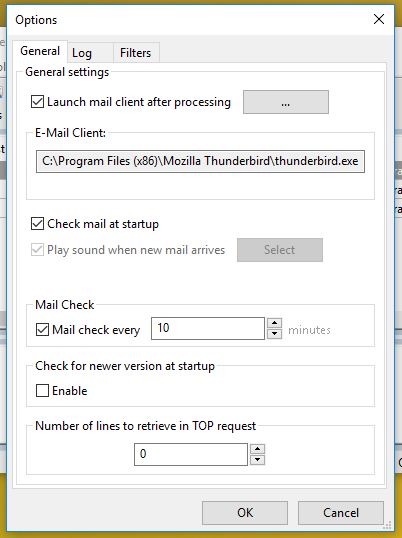 Options
General Log Filters
General settings
Launch mail client after processing ...
E-Mail Client:
C:\Program Files (x86)\Mozilla Thunderbird\thunderbird.exe
Check mail at startup
Play sound when new mail arrives Select
Mail Check
Mail check every 10 minutes
Check for newer version at startup
Enable
Number of lines to retrieve in TOP request
0
OK Cancel